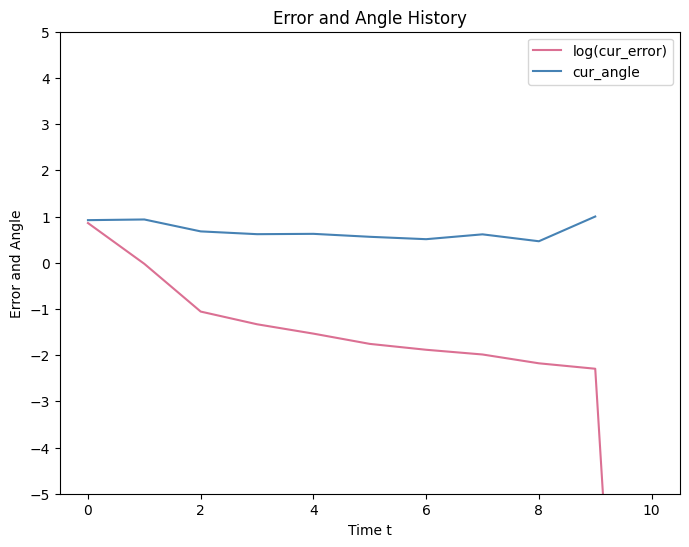 Error and Angle History
log(cur_error)
cur_angle
Error and Angle
5
4
3
2
1
0
−1
−2
−3
−4
−5
0 2 4 6 8 10
Time t